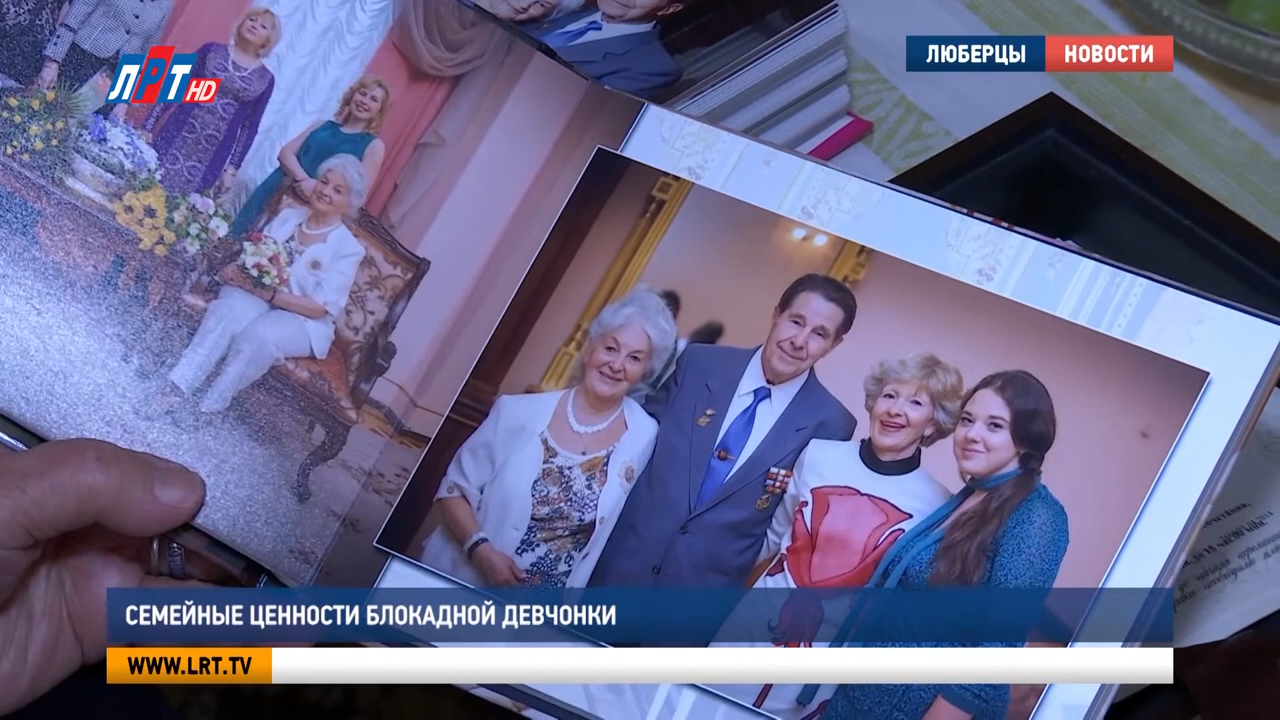 ЛРТ HD
ЛЮБЕРЦЫ НОВОСТИ
СЕМЕЙНЫЕ ЦЕННОСТИ БЛОКАДНОЙ ДЕВЧОНКИ
WWW.LRT.TV